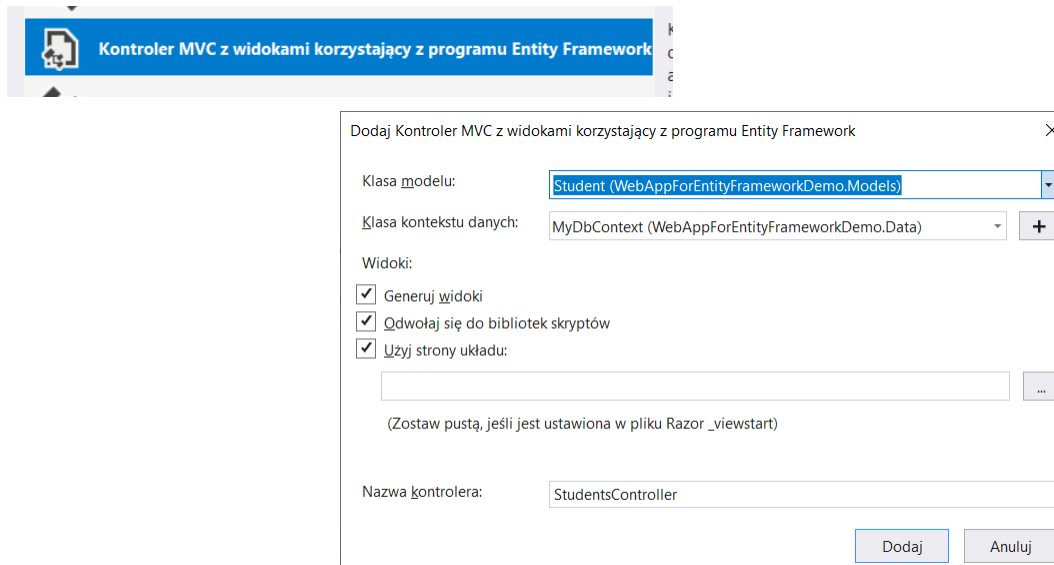 Kontroler MVC z widokami korzystający z programu Entity Framework
Dodaj Kontroler MVC z widokami korzystający z programu Entity Framework
Klasa modelu:
Student (WebAppForEntityFrameworkDemo.Models)
Klasa kontekstu danych:
MyDbContext (WebAppForEntityFrameworkDemo.Data)
Widoki:
Generuj widoki
Odwołaj się do bibliotek skryptów
Użyj strony układu:
...
(Zostaw pustą, jeśli jest ustawiona w pliku Razor _viewstart)
Nazwa kontrolera:
StudentsController
Dodaj
Anuluj